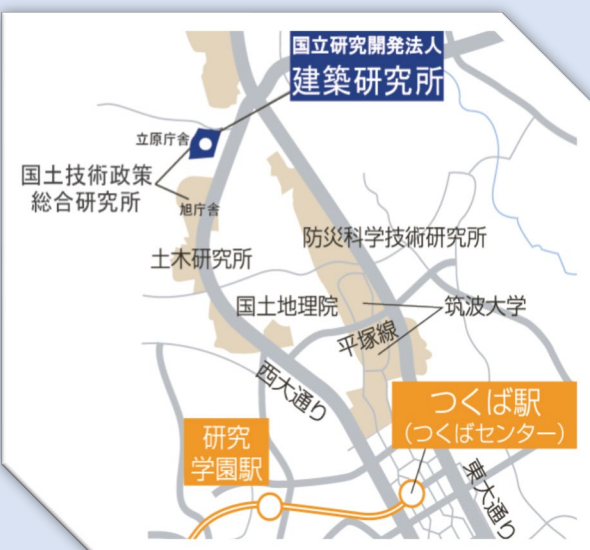 国立研究開発法人
建築研究所
立原庁舎
国土技術政策
総合研究所
旭庁舎
土木研究所
防災科学技術研究所
国土地理院
筑波大学
平塚線
西大通り
つくば駅
（つくばセンター）
研究
学園駅
東大通り